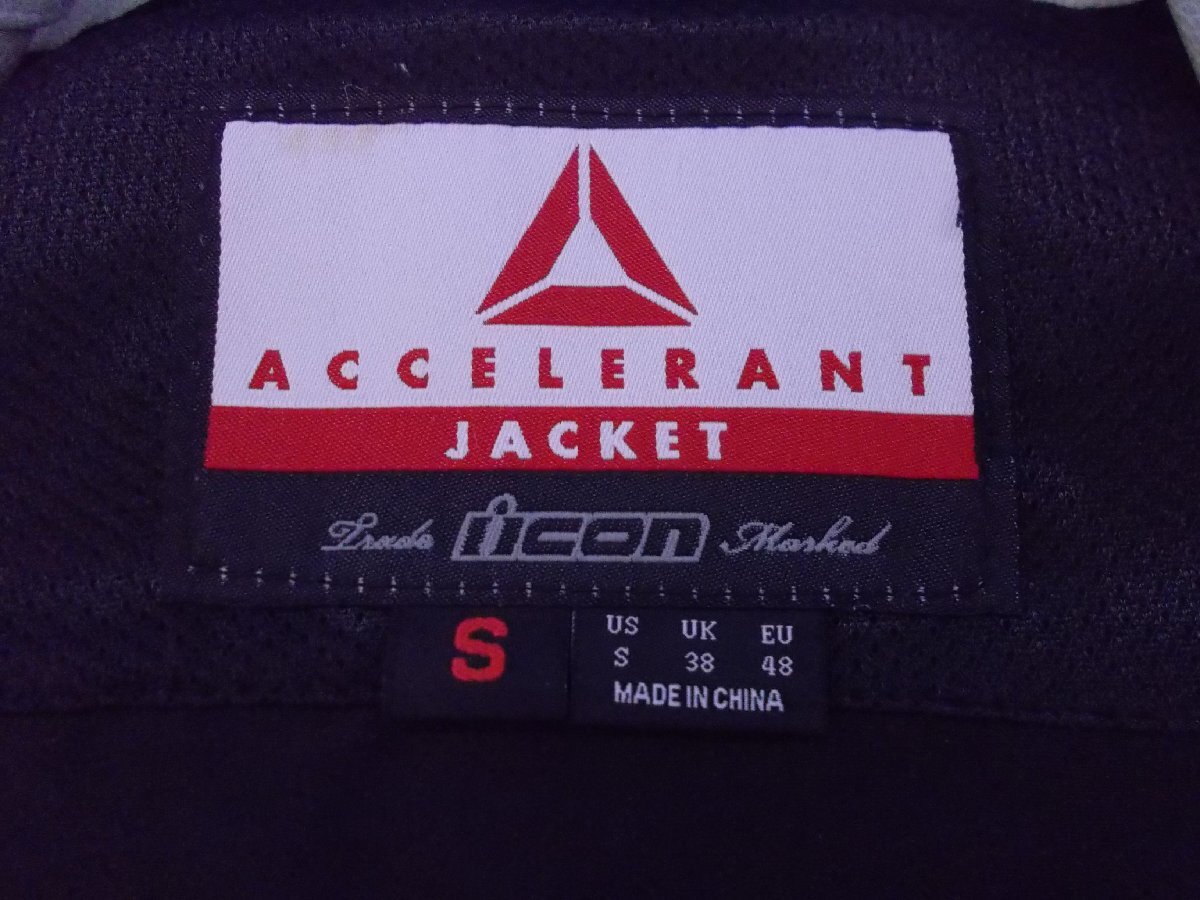 ACCELERANT
JACKET
Trade icon Marked
S
US UK EU
S 38 48
MADE IN CHINA